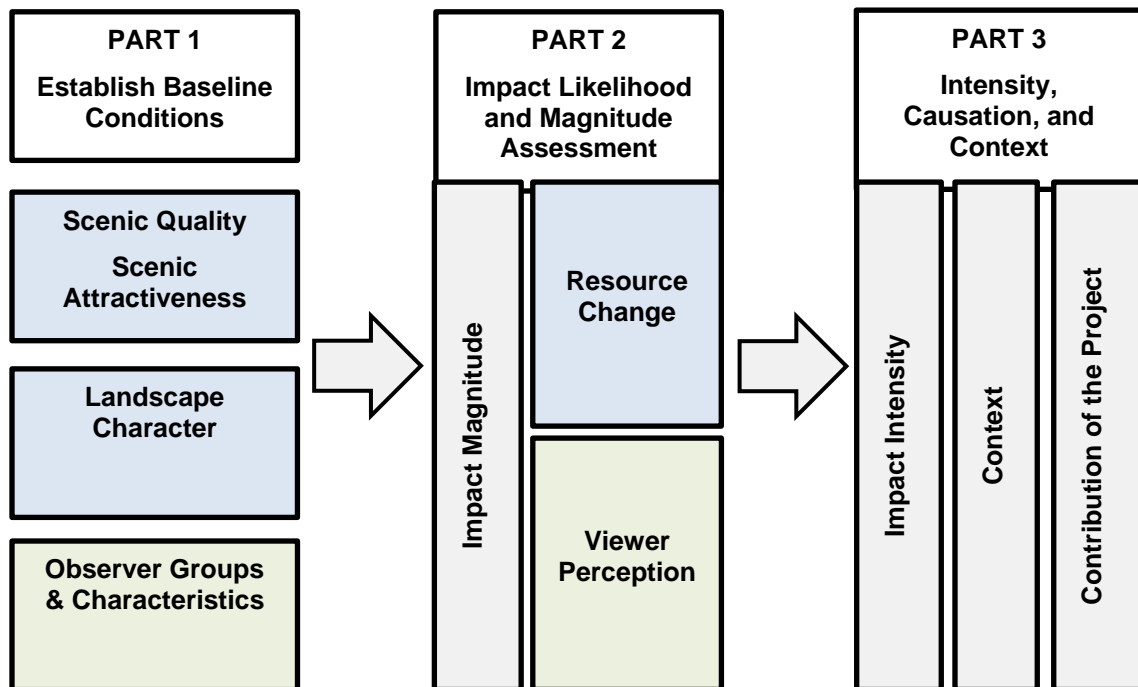 PART 1
Establish Baseline
Conditions
Scenic Quality
Scenic
Attractiveness
Landscape
Character
Observer Groups
& Characteristics
PART 2
Impact Likelihood
and Magnitude
Assessment
Impact Magnitude
Resource
Change
Viewer
Perception
PART 3
Intensity,
Causation, and
Context
Impact Intensity
Context
Contribution of the Project